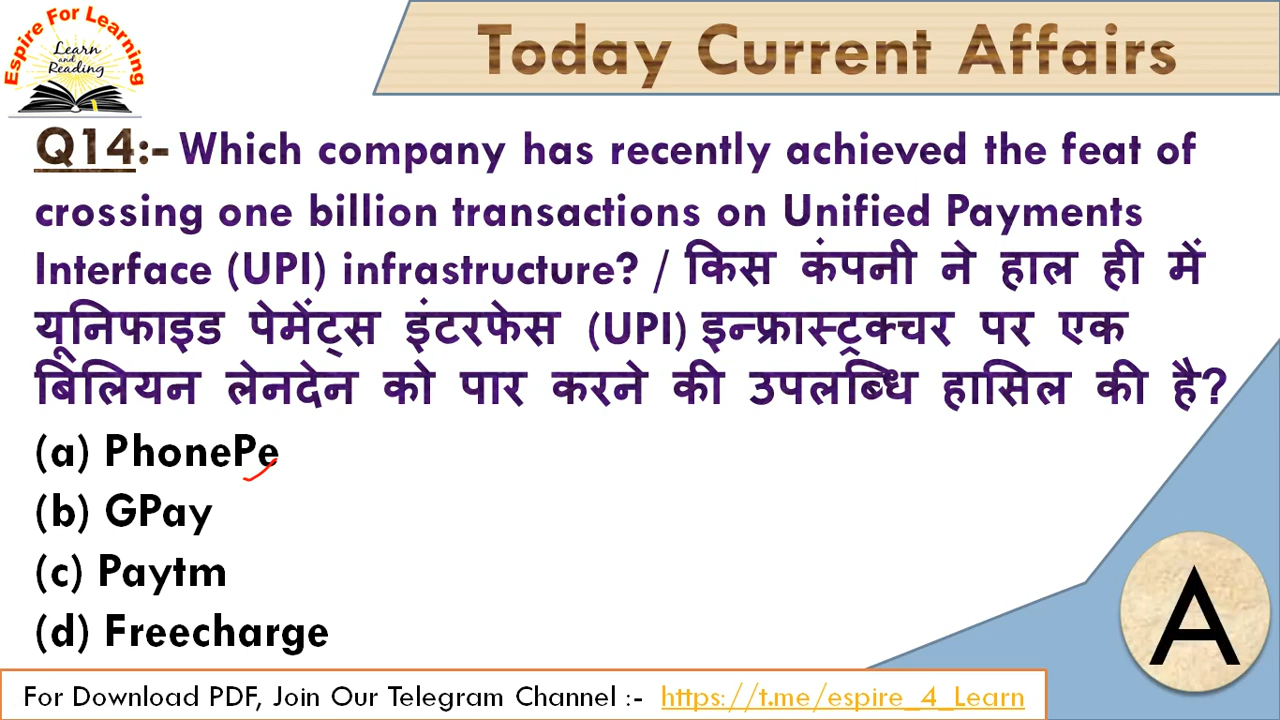 Espire For Learning
Learn
and
Reading
Today Current Affairs
Q14:- Which company has recently achieved the feat of
crossing one billion transactions on Unified Payments
Interface (UPI) infrastructure? / किस कंपनी ने हाल ही में
यूनिफाइड पेमेंट्स इंटरफेस (UPI) इन्फ्रास्ट्रक्चर पर एक
बिलियन लेनदेन को पार करने की उपलब्धि हासिल की है?
(a) PhonePe
(b) GPay
(c) Paytm
(d) Freecharge
A
For Download PDF, Join Our Telegram Channel :- https://t.me/espire_4_Learn